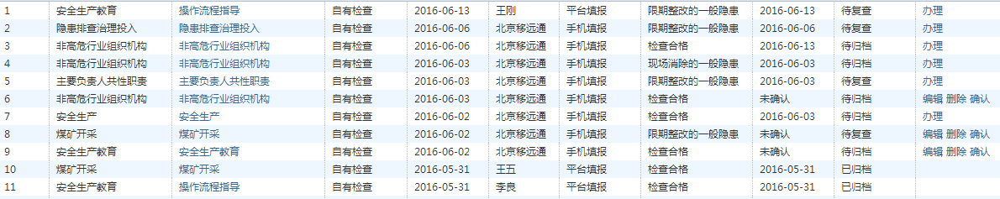 1 安全生产教育 操作流程指导 自有检查 2016-06-13 王刚 平台填报 限期整改的一般隐患 2016-06-13 待复查 办理
2 隐患排查治理投入 隐患排查治理投入 自有检查 2016-06-06 北京移远通 手机填报 限期整改的一般隐患 2016-06-06 待复查 办理
3 非高危行业组织机构 非高危行业组织机构 自有检查 2016-06-06 北京移远通 手机填报 检查合格 2016-06-13 待归档 办理
4 非高危行业组织机构 非高危行业组织机构 自有检查 2016-06-03 北京移远通 手机填报 现场消除的一般隐患 2016-06-03 待归档 办理
5 主要负责人共性职责 主要负责人共性职责 自有检查 2016-06-03 北京移远通 手机填报 限期整改的一般隐患 2016-06-03 待复查 办理
6 非高危行业组织机构 非高危行业组织机构 自有检查 2016-06-03 北京移远通 手机填报 检查合格 未确认 待归档 编辑 删除 确认
7 安全生产 安全生产 自有检查 2016-06-02 北京移远通 手机填报 检查合格 2016-06-03 待归档 办理
8 煤矿开采 煤矿开采 自有检查 2016-06-02 北京移远通 手机填报 限期整改的一般隐患 未确认 待复查 编辑 删除 确认
9 安全生产教育 安全生产教育 自有检查 2016-06-02 北京移远通 手机填报 检查合格 未确认 待归档 编辑 删除 确认
10 煤矿开采 煤矿开采 自有检查 2016-05-31 王五 平台填报 检查合格 2016-05-31 已归档
11 安全生产教育 操作流程指导 自有检查 2016-05-31 李良 平台填报 检查合格 2016-05-31 已归档